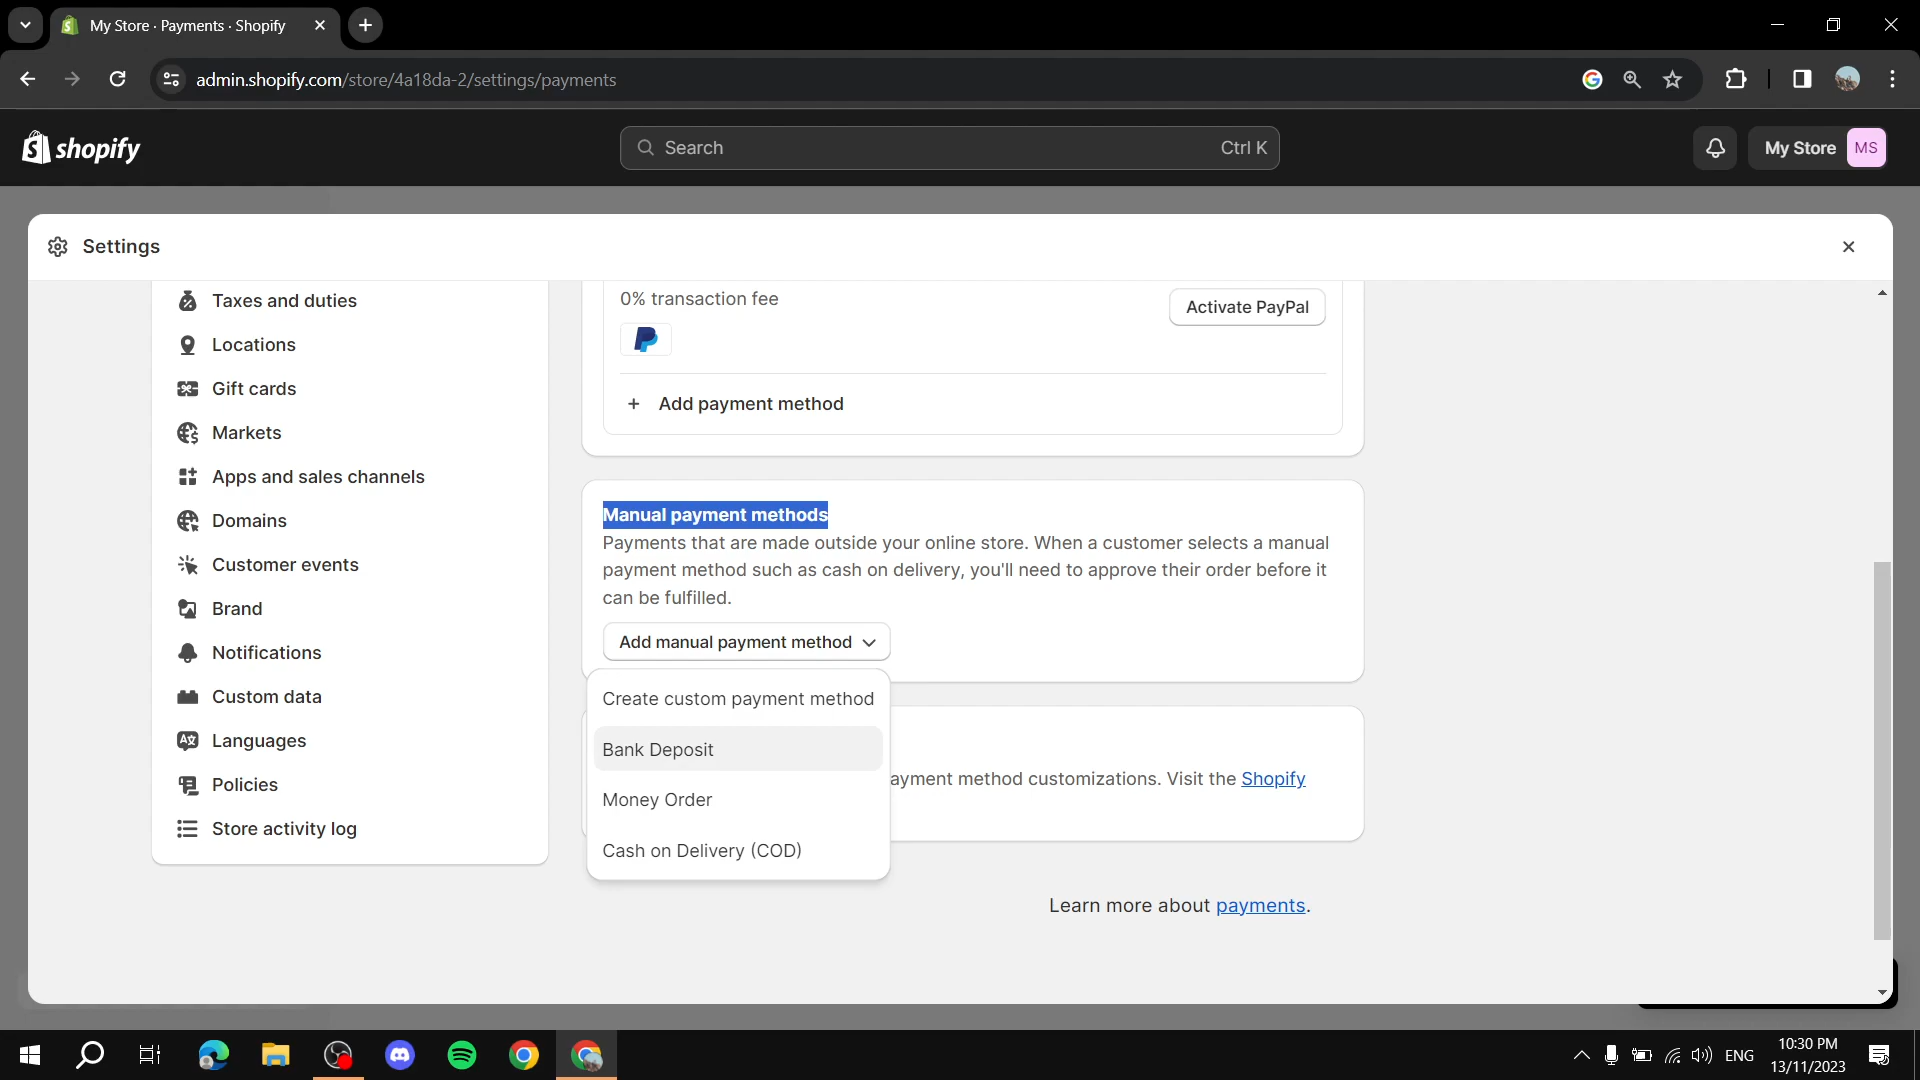 My Store · Payments · Shopify
admin.shopify.com/store/4a18da-2/settings/payments
shopify
Search
Ctrl K
My Store
MS
Settings
Taxes and duties
Locations
Gift cards
Markets
Apps and sales channels
Domains
Customer events
Brand
Notifications
Custom data
Languages
Policies
Store activity log
0% transaction fee
Activate PayPal
+ Add payment method
Manual payment methods
Payments that are made outside your online store. When a customer selects a manual
payment method such as cash on delivery, you'll need to approve their order before it
can be fulfilled.
Add manual payment method
Create custom payment method
Bank Deposit
Money Order
Cash on Delivery (COD)
ayment method customizations. Visit the Shopify
Learn more about payments.
ENG
10:30 PM
13/11/2023